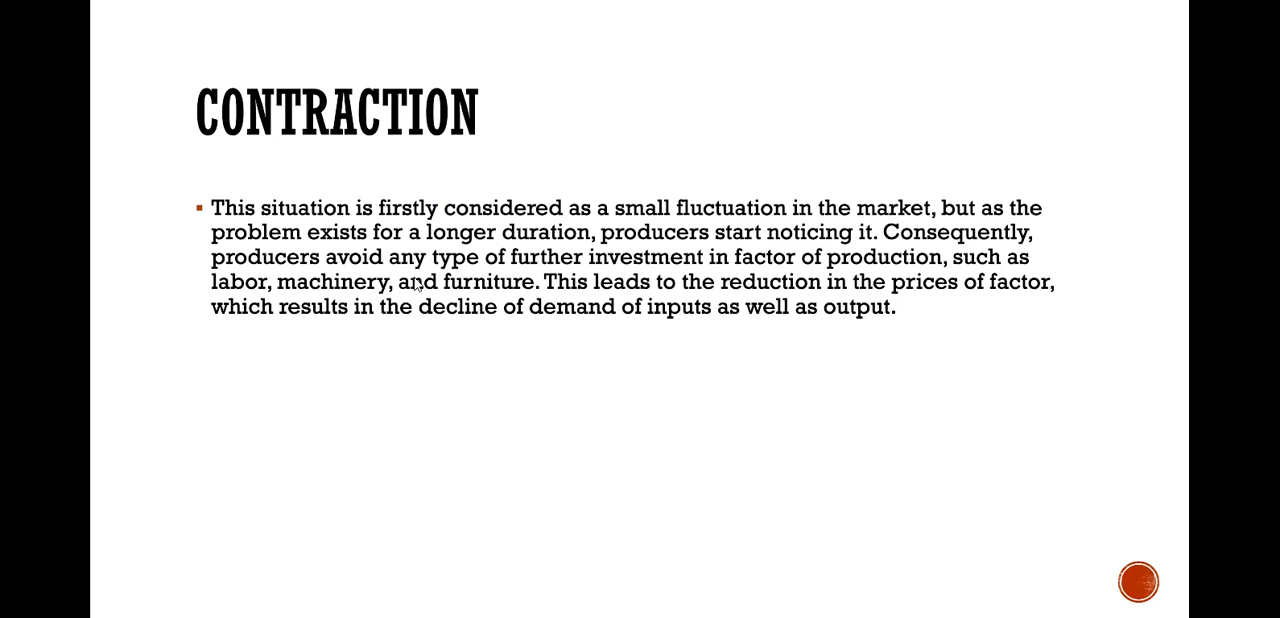 CONTRACTION
▪ This situation is firstly considered as a small fluctuation in the market, but as the
problem exists for a longer duration, producers start noticing it. Consequently,
producers avoid any type of further investment in factor of production, such as
labor, machinery, and furniture. This leads to the reduction in the prices of factor,
which results in the decline of demand of inputs as well as output.